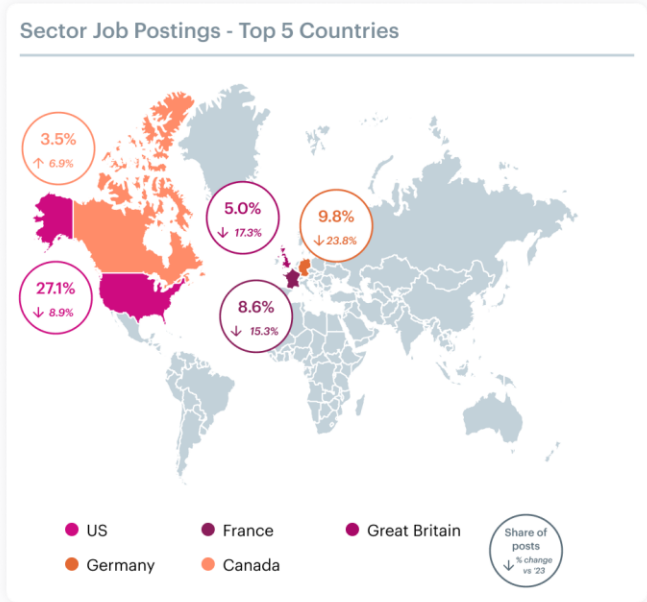 Sector Job Postings - Top 5 Countries
3.5%
↑ 6.9%
5.0%
↓ 17.3%
9.8%
↓ 23.8%
27.1%
↓ 8.9%
8.6%
↓ 15.3%
US
France
Great Britain
Germany
Canada
Share of
posts
↓ % change
vs '23